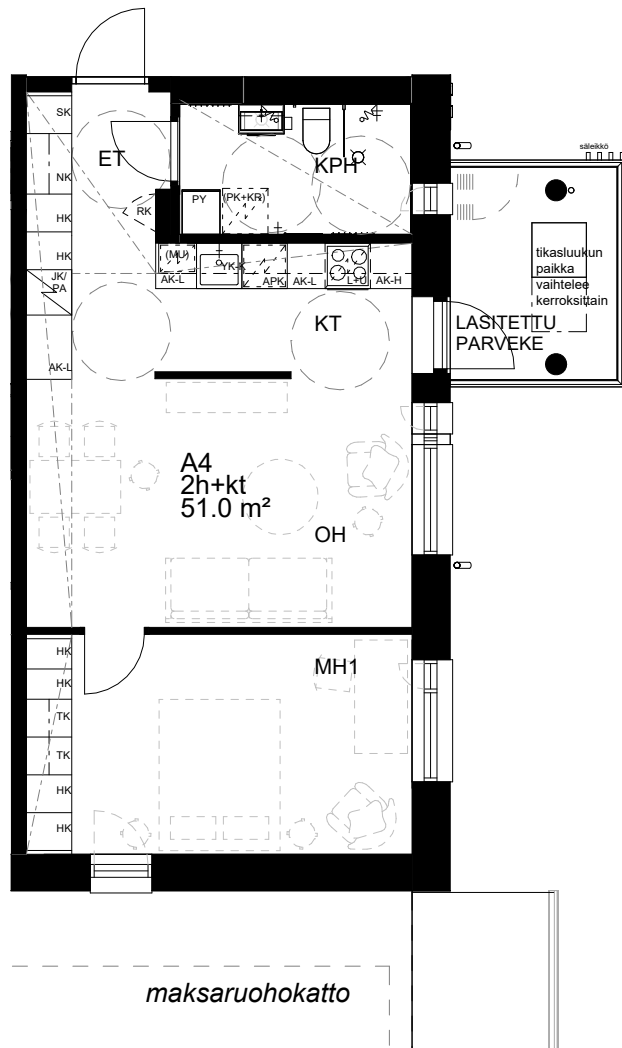 SK
ET
NK
HK
RK
HK
JK/
PA
AK-L
KPH
PY
(PK+KR)
(MU)
AK-L
YK-K
APK
AK-L
L+U
AK-H
KT
säleikkö
tikasluukun
paikka
vaihtelee
kerroksittain
LASITETTU
PARVEKE
A4
2h+kt
51.0 m²
OH
MH1
HK
HK
TK
TK
HK
HK
maksaruohokatto